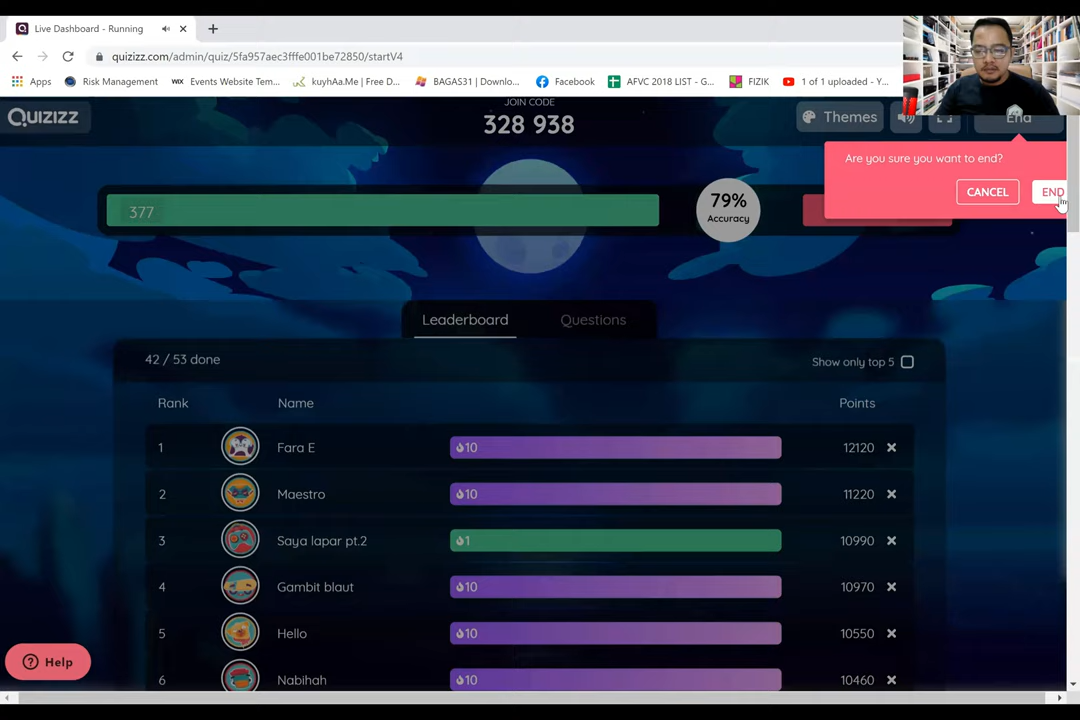 Live Dashboard - Running
quizizz.com/admin/quiz/5fa957aec3fffe001be72850/startV4
Apps Risk Management WIX Events Website Tem... kuyhAa.Me | Free D... BAGAS31 | Downlo... Facebook AFVC 2018 LIST - G... FIZIK 1 of 1 uploaded - Y...
QUIZIZZ
JOIN CODE
328 938
Themes
End
Are you sure you want to end?
CANCEL END
377
79%
Accuracy
Leaderboard Questions
42 / 53 done Show only top 5
Rank Name Points
1 Fara E 10 12120
2 Maestro 10 11220
3 Saya lapar pt.2 1 10990
4 Gambit blaut 10 10970
5 Hello 10 10550
6 Nabihah 10 10460
Help